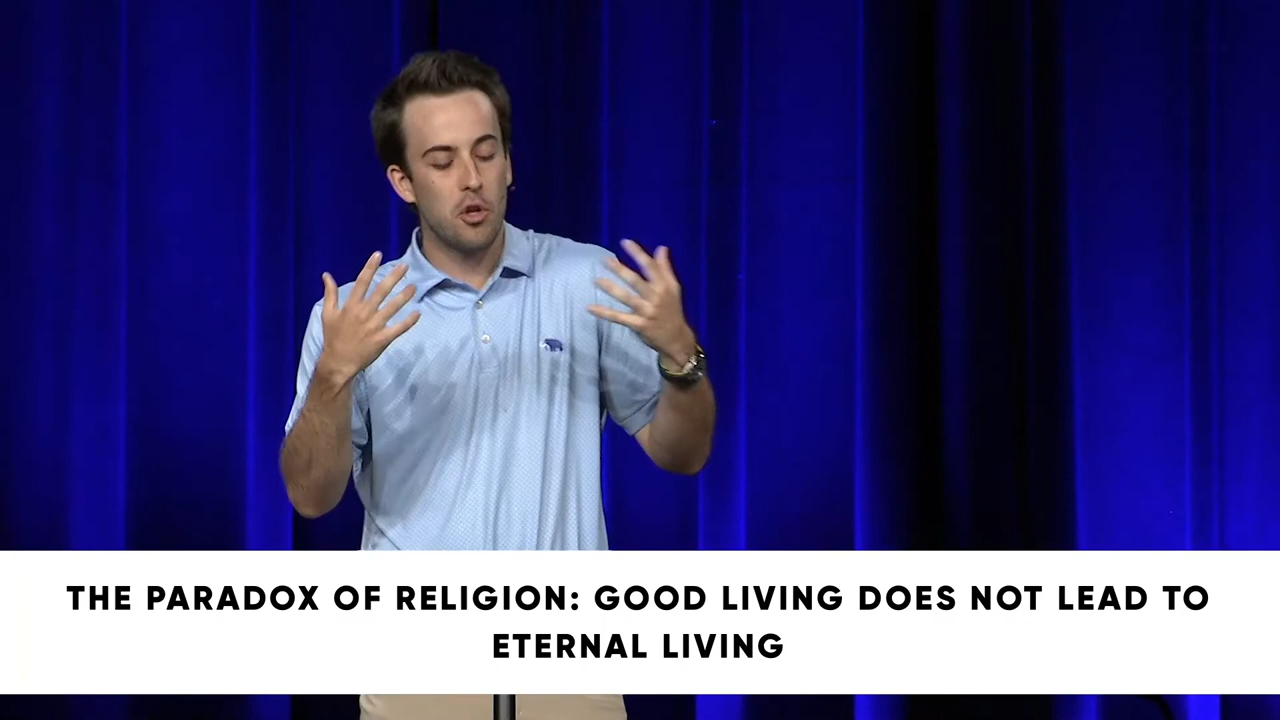 THE PARADOX OF RELIGION: GOOD LIVING DOES NOT LEAD TO
ETERNAL LIVING